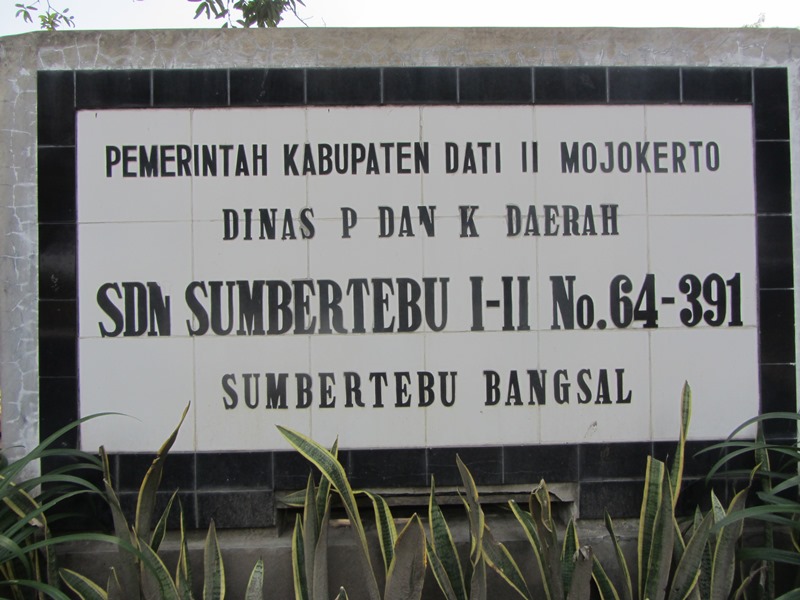 PEMERINTAH KABUPATEN DATI II MOJOKERTO
DINAS P DAN K DAERAH
SDN SUMBERTEBU I-II No.64-391
SUMBERTEBU BANGSAL